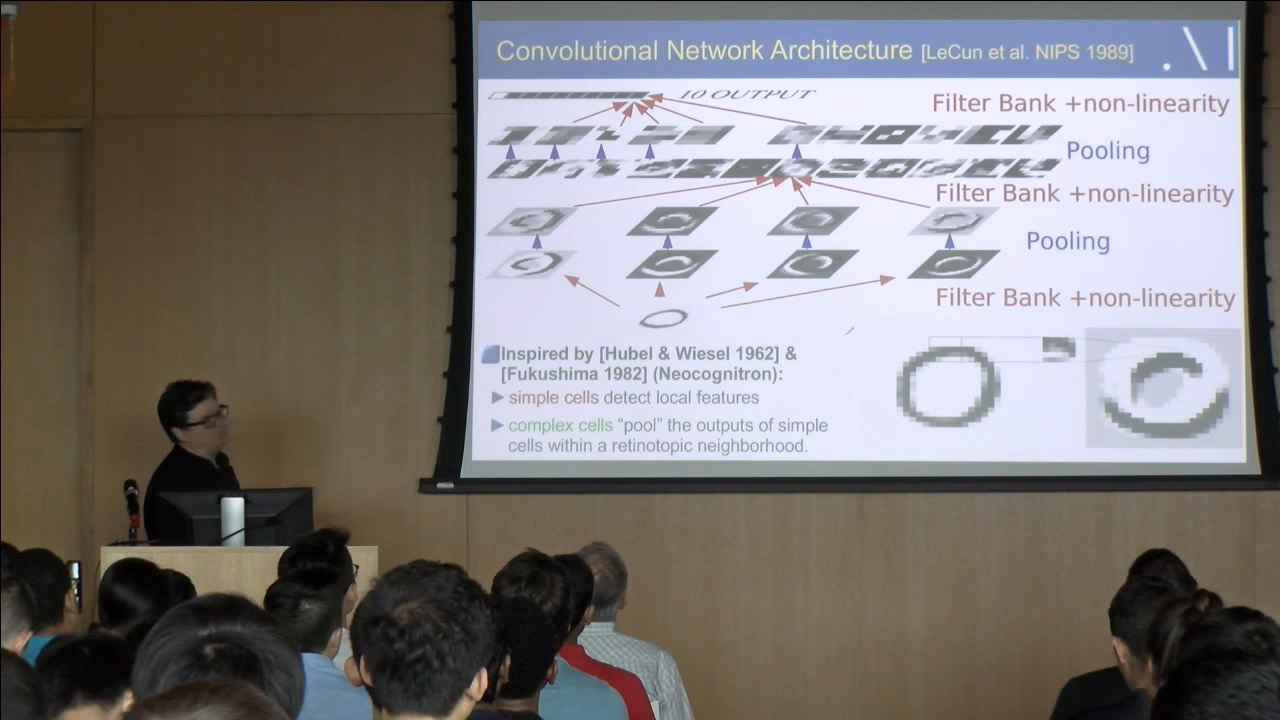 Convolutional Network Architecture [LeCun et al. NIPS 1989]
10 OUTPUT
Filter Bank +non-linearity
Pooling
Filter Bank +non-linearity
Pooling
Filter Bank +non-linearity
Inspired by [Hubel & Wiesel 1962] &
[Fukushima 1982] (Neocognitron):
simple cells detect local features
complex cells “pool” the outputs of simple
cells within a retinotopic neighborhood.